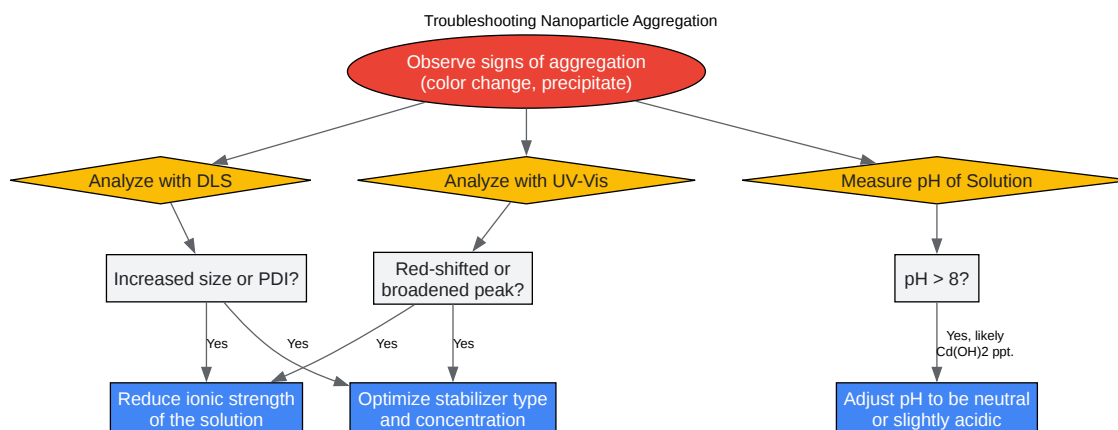 Troubleshooting Nanoparticle Aggregation
Observe signs of aggregation
(color change, precipitate)
Analyze with DLS
Analyze with UV-Vis
Measure pH of Solution
Increased size or PDI?
Red-shifted or
broadened peak?
pH > 8?
Yes
Yes
Yes
Yes
Yes, likely
Cd(OH)2 ppt.
Reduce ionic strength
of the solution
Optimize stabilizer type
and concentration
Adjust pH to be neutral
or slightly acidic